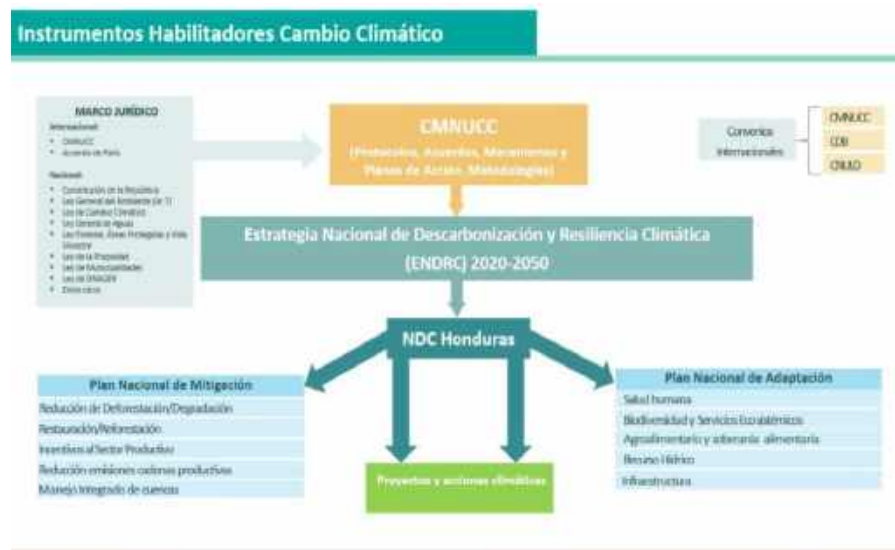 Instrumentos Habilitadores Cambio Climático
MARCO JURÍDICO
Internacional:
CMNUCC
Acuerdo de París
Nacional:
Constitución de la República
Ley General del Ambiente
Ley de Cambio Climático
Ley General de Aguas
Ley Forestal, Áreas Protegidas y Vida
Silvestre
Ley de la Propiedad
Ley de Municipalidades
Ley de SINAGER
CMNUCC
(Protocolos, Acuerdos, Mecanismos y
Planes de Acción, Metodologías)
Convenios
Internacionales
CMNUCC
CDB
CNULD
Estrategia Nacional de Descarbonización y Resiliencia Climática
(ENDRC) 2020-2050
NDC Honduras
Plan Nacional de Mitigación
Reducción de Deforestación/Degradación
Restauración/Reforestación
Incentivos al Sector Productivo
Reducción emisiones cadenas productivas
Manejo Integrado de cuencas
Plan Nacional de Adaptación
Salud humana
Biodiversidad y Servicios Ecosistémicos
Agroalimentario y soberanía alimentaria
Recurso Hídrico
Infraestructura
Proyectos y acciones climáticas